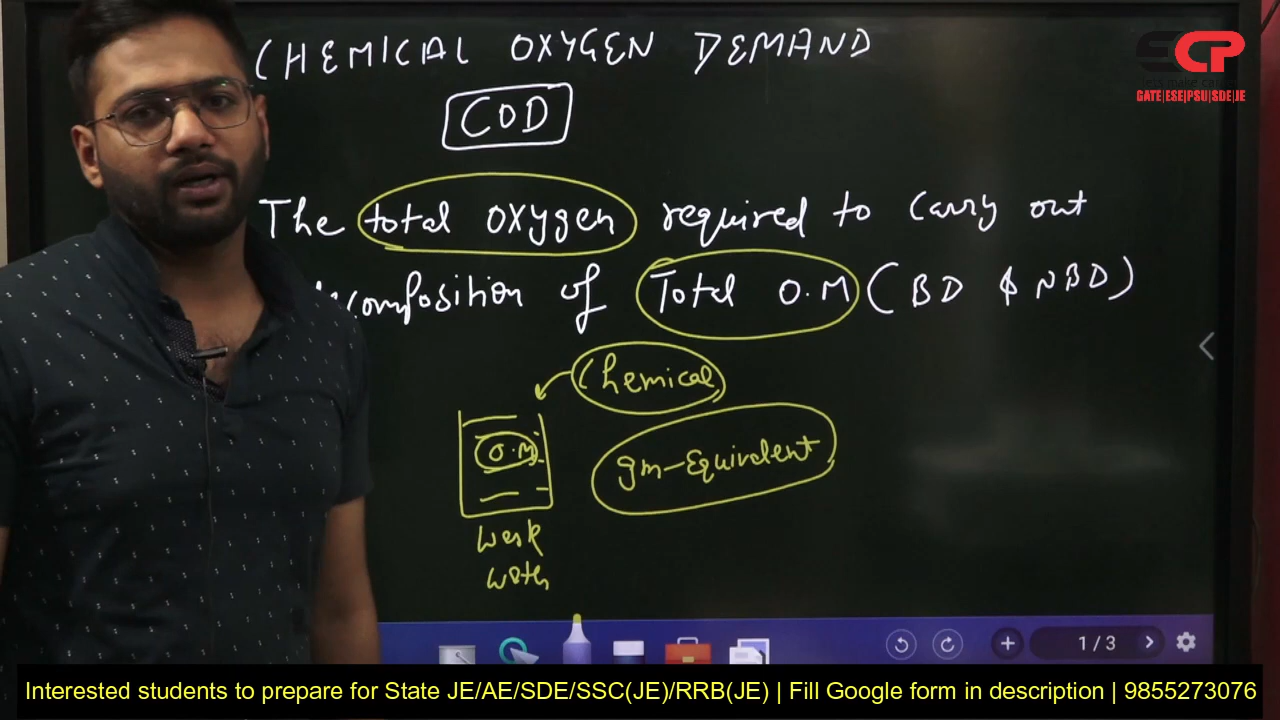 CHEMICAL OXYGEN DEMAND
COD
The total oxygen required to carry out
composition of Total O.M (BD & NBD)
Chemical
O.M
gm-Equivalent
ECP
GATE|ESE|PSU|SDE|JE
1 / 3
Interested students to prepare for State JE/AE/SDE/SSC(JE)/RRB(JE) | Fill Google form in description | 9855273076